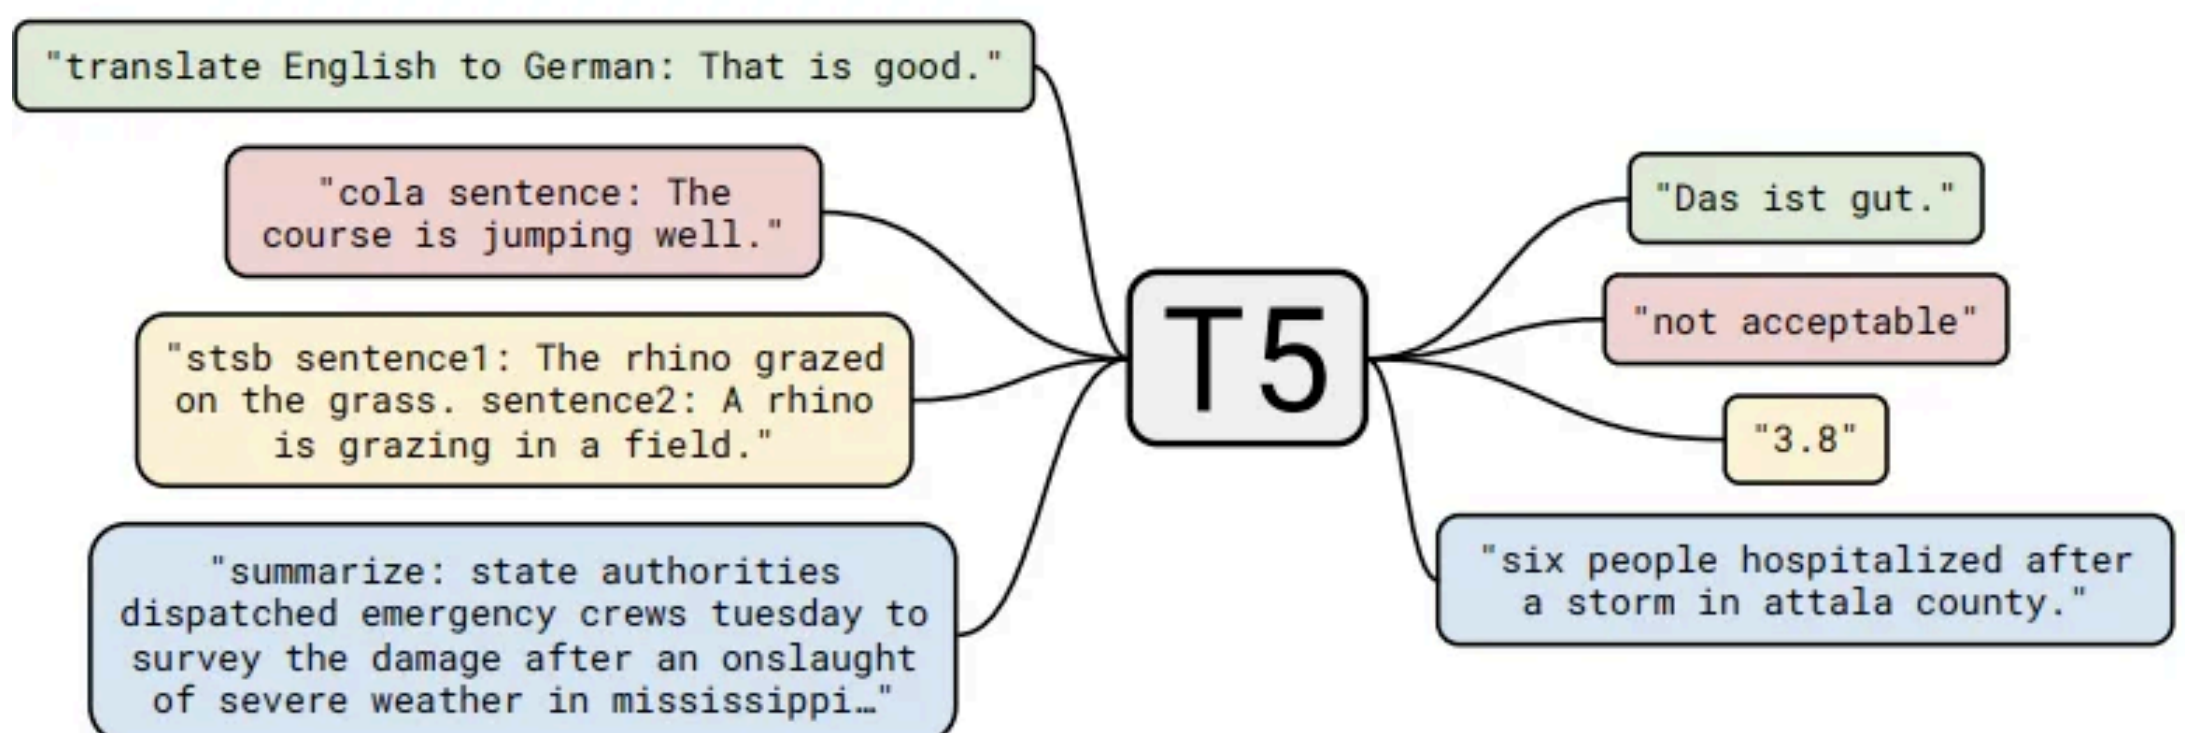 "translate English to German: That is good."
"cola sentence: The
course is jumping well."
"stsb sentence1: The rhino grazed
on the grass. sentence2: A rhino
is grazing in a field."
"summarize: state authorities
dispatched emergency crews tuesday to
survey the damage after an onslaught
of severe weather in mississippi…"
T5
"Das ist gut."
"not acceptable"
"3.8"
"six people hospitalized after
a storm in attala county."